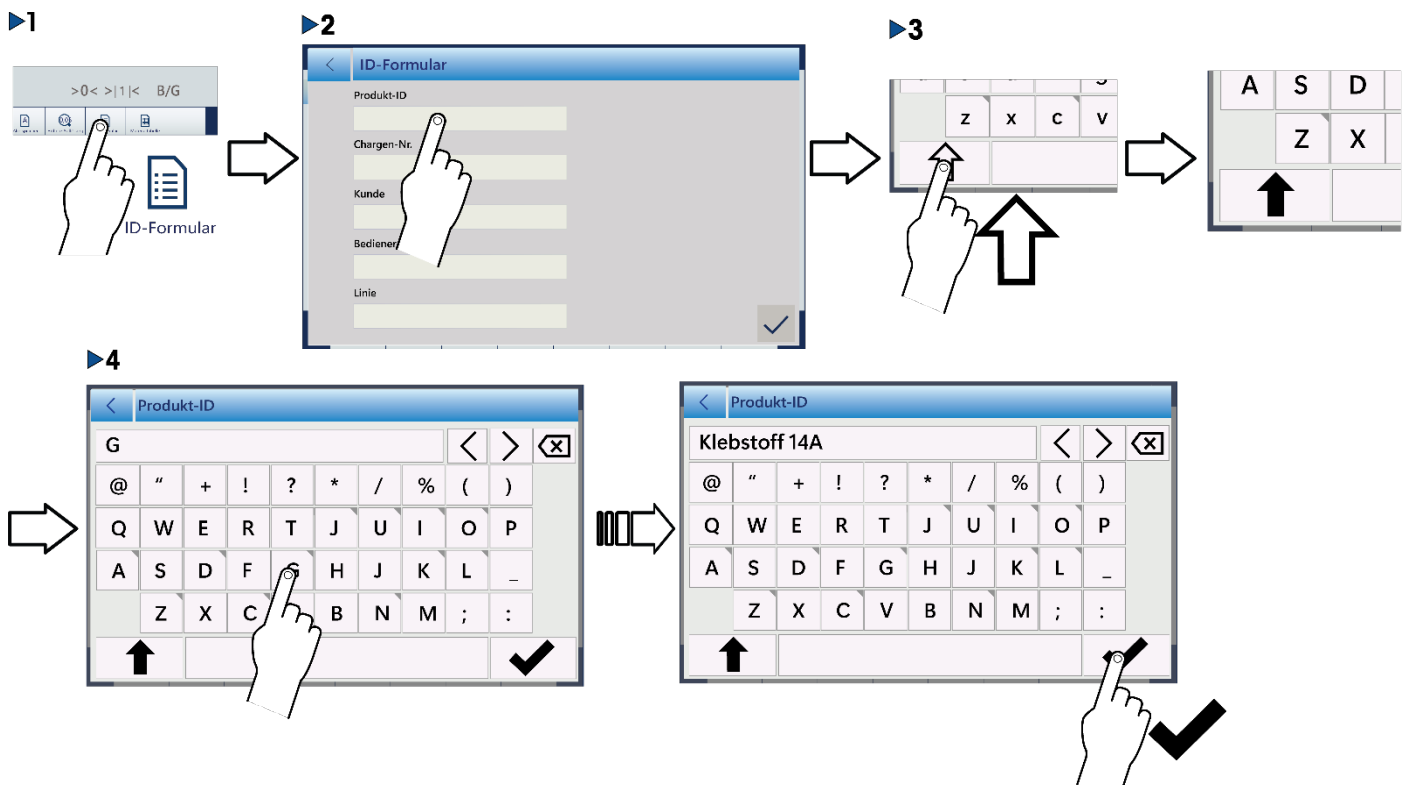 1
2
3
>0< >|1|< B/G
ID-Formular
ID-Formular
Produkt-ID
Chargen-Nr.
Kunde
Bediener
Linie
z x c v
A S D
Z X
4
Produkt-ID
G
@ " + ! ? * / % ( )
Q W E R T J U I O P
A S D F G H J K L _
Z X C B N M ; :
Produkt-ID
Klebstoff 14A
@ " + ! ? * / % ( )
Q W E R T J U I O P
A S D F G H J K L _
Z X C V B N M ; :